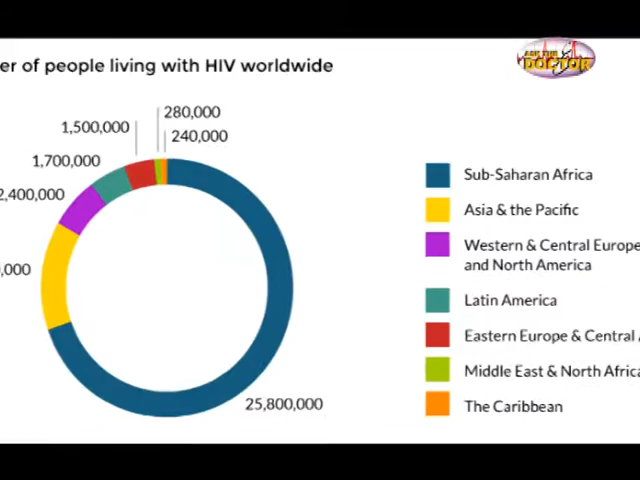 er of people living with HIV worldwide
DOCTOR
280,000
1,500,000
240,000
1,700,000
2,400,000
0,000
25,800,000
Sub-Saharan Africa
Asia & the Pacific
Western & Central Europe
and North America
Latin America
Eastern Europe & Central
Middle East & North Africa
The Caribbean